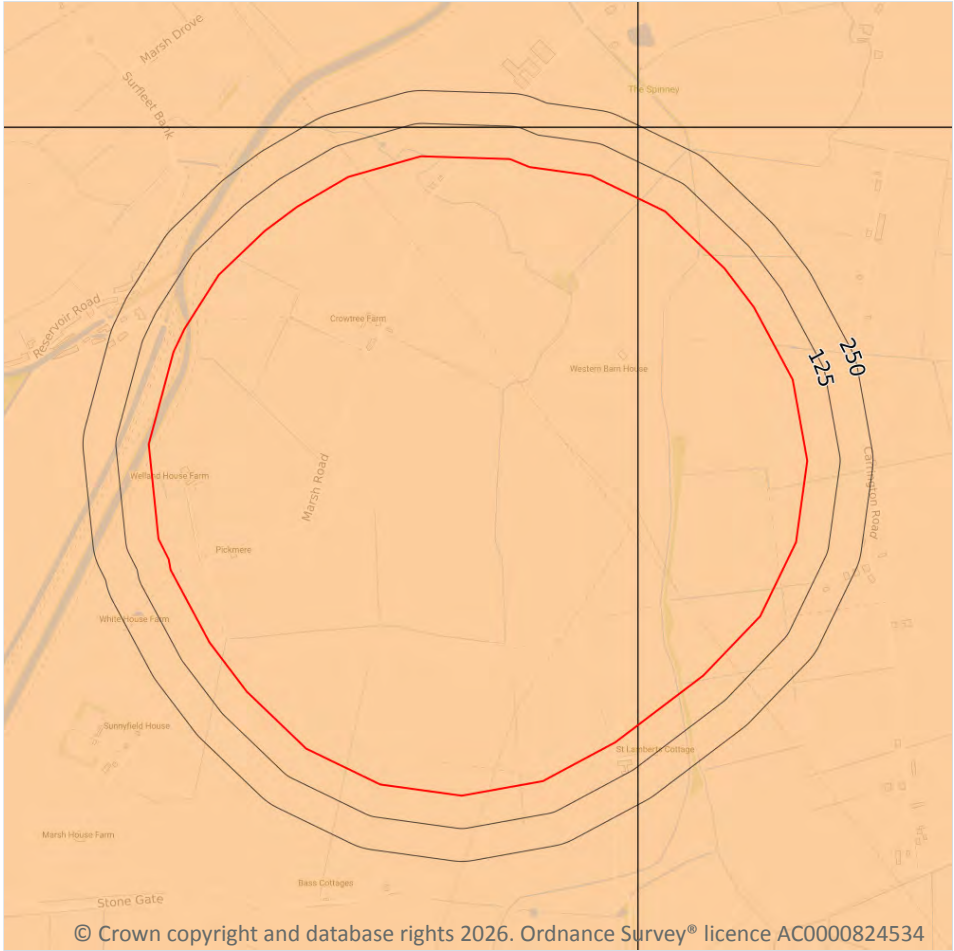 Marsh Drove
Surfleet Bank
The Spinney
Reservoir Road
Crowtree Farm
Western Barn House
125
250
Welland House Farm
Marsh Road
Carrington Road
Pickmere
White House Farm
Sunnyfield House
St Lamberts Cottage
Marsh House Farm
Bass Cottages
Stone Gate
© Crown copyright and database rights 2026. Ordnance Survey® licence AC0000824534